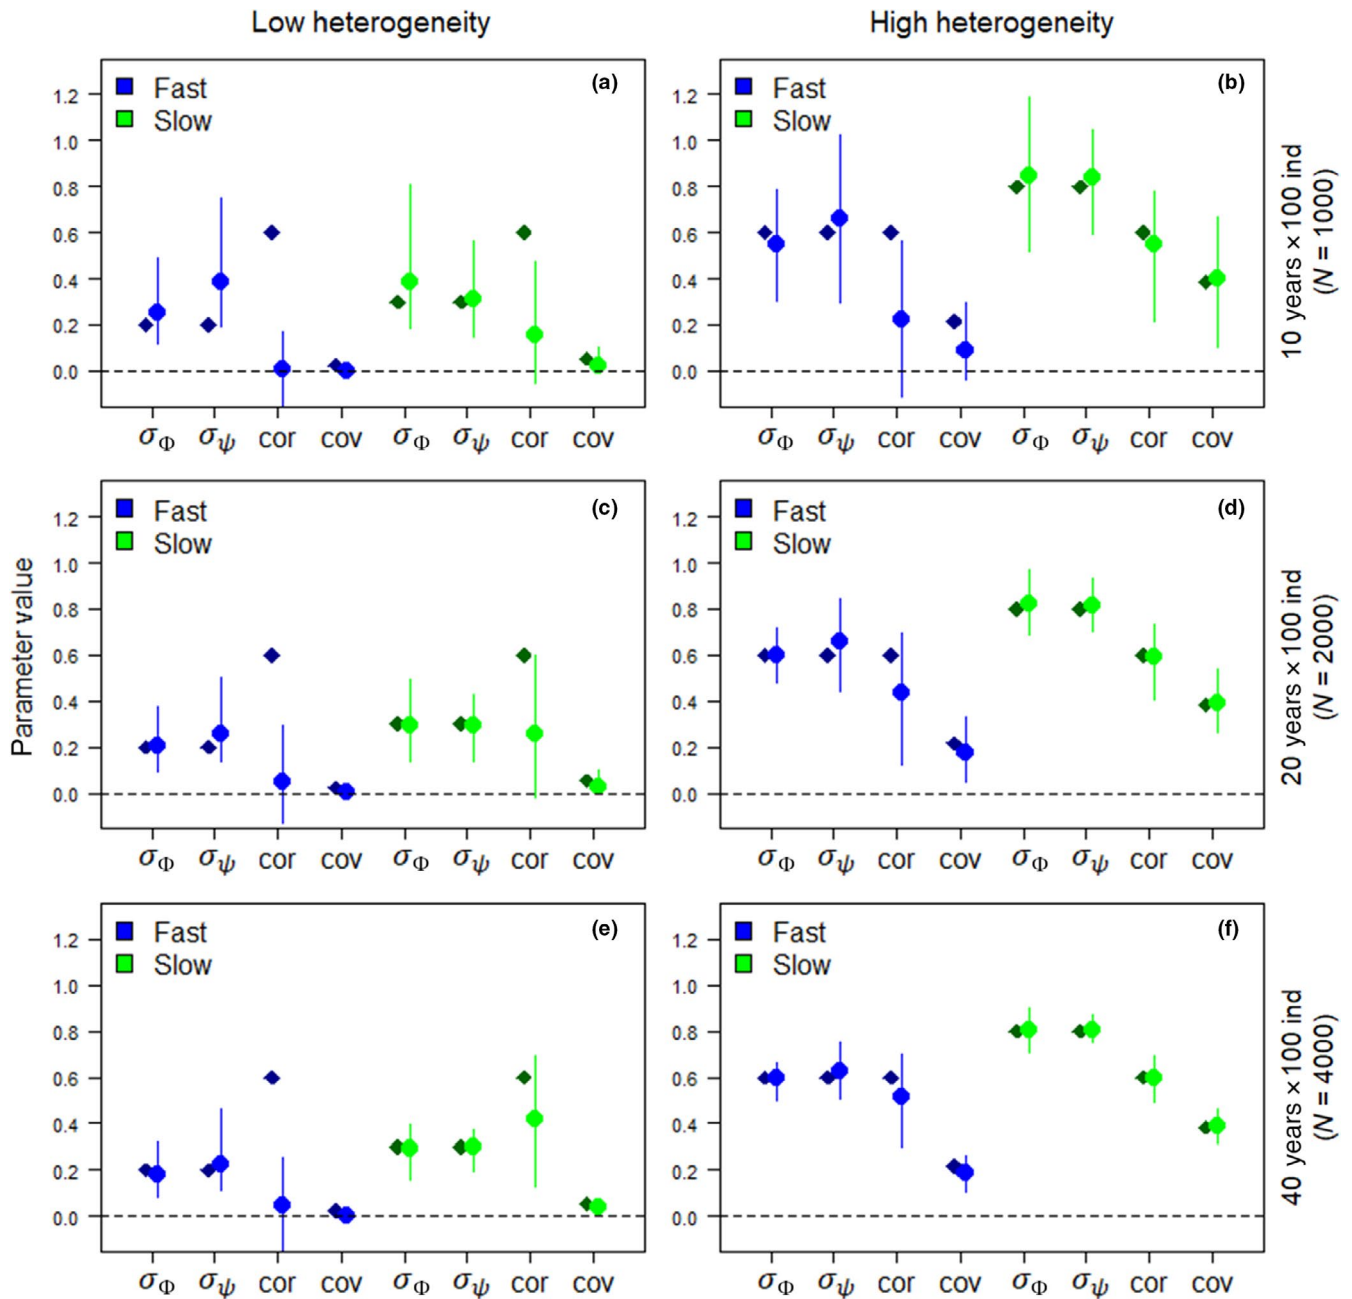 Low heterogeneity
High heterogeneity
Fast
Slow
(a)
1.2
1.0
0.8
0.6
0.4
0.2
0.0
σΦ σψ cor cov σΦ σψ cor cov
Fast
Slow
(b)
1.2
1.0
0.8
0.6
0.4
0.2
0.0
σΦ σψ cor cov σΦ σψ cor cov
10 years × 100 ind
(N = 1000)
Parameter value
Fast
Slow
(c)
1.2
1.0
0.8
0.6
0.4
0.2
0.0
σΦ σψ cor cov σΦ σψ cor cov
Fast
Slow
(d)
1.2
1.0
0.8
0.6
0.4
0.2
0.0
σΦ σψ cor cov σΦ σψ cor cov
20 years × 100 ind
(N = 2000)
Fast
Slow
(e)
1.2
1.0
0.8
0.6
0.4
0.2
0.0
σΦ σψ cor cov σΦ σψ cor cov
Fast
Slow
(f)
1.2
1.0
0.8
0.6
0.4
0.2
0.0
σΦ σψ cor cov σΦ σψ cor cov
40 years × 100 ind
(N = 4000)